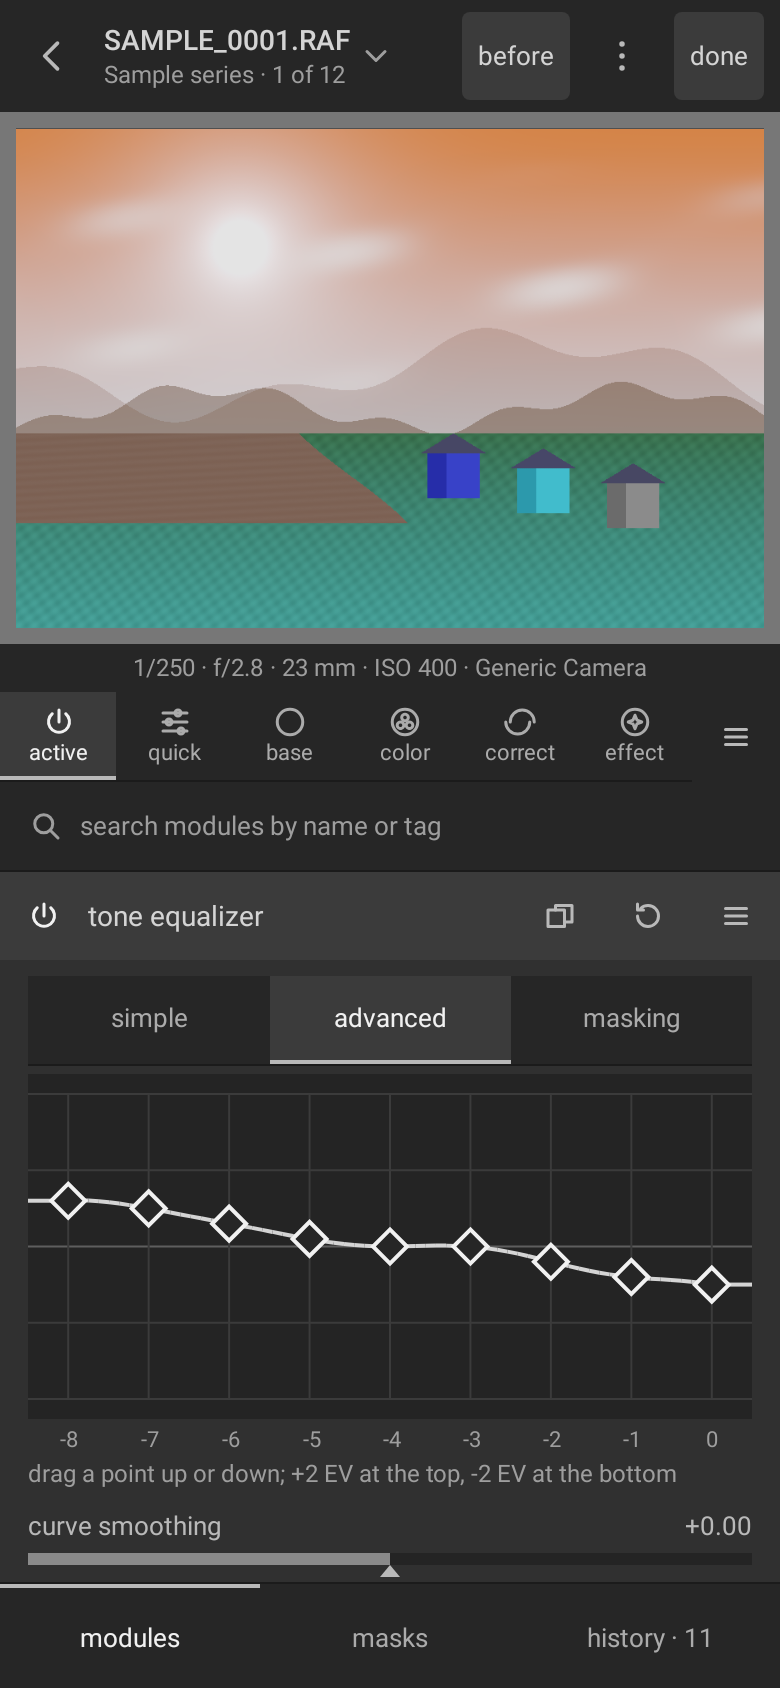 SAMPLE_0001.RAF
Sample series · 1 of 12
before
done
1/250 · f/2.8 · 23 mm · ISO 400 · Generic Camera
active
quick
base
color
correct
effect
search modules by name or tag
tone equalizer
simple
advanced
masking
-8 -7 -6 -5 -4 -3 -2 -1 0
drag a point up or down; +2 EV at the top, -2 EV at the bottom
curve smoothing
+0.00
modules
masks
history · 11